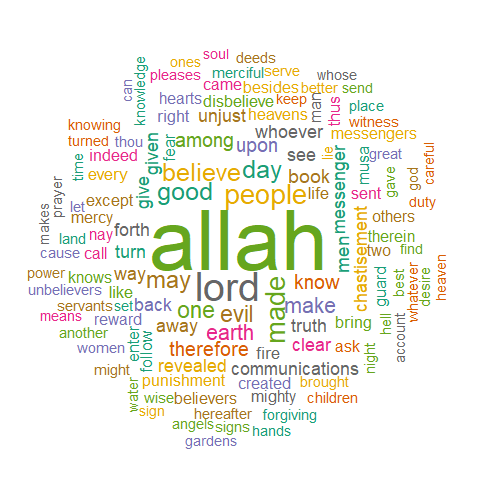 soul
ones
deeds
pleases
merciful
serve
whose
can
knowledge
came
besides
better
send
hearts
disbelieve
keep
man
thus
place
knowing
right
unjust
heavens
witness
turned
thou
fear
among
upon
whoever
messengers
time
indeed
given
believe
day
see
lie
messenger
musa
great
careful
every
give
good
people
book
life
sent
gave
god
duty
prayer
makes
let
except
mercy
forth
allah
men
chastisement
others
therein
land
nay
cause
call
turn
two
find
power
knows
way
may
lord
know
guard
best
whatever
desire
heaven
unbelievers
like
servants
set
back
one
evil
made
make
means
reward
away
earth
truth
bring
hell
account
another
women
enter
follow
therefore
fire
clear
ask
night
might
revealed
communications
water
punishment
created
brought
wise
believers
mighty
children
sign
hereafter
forgiving
angels
signs
hands
gardens